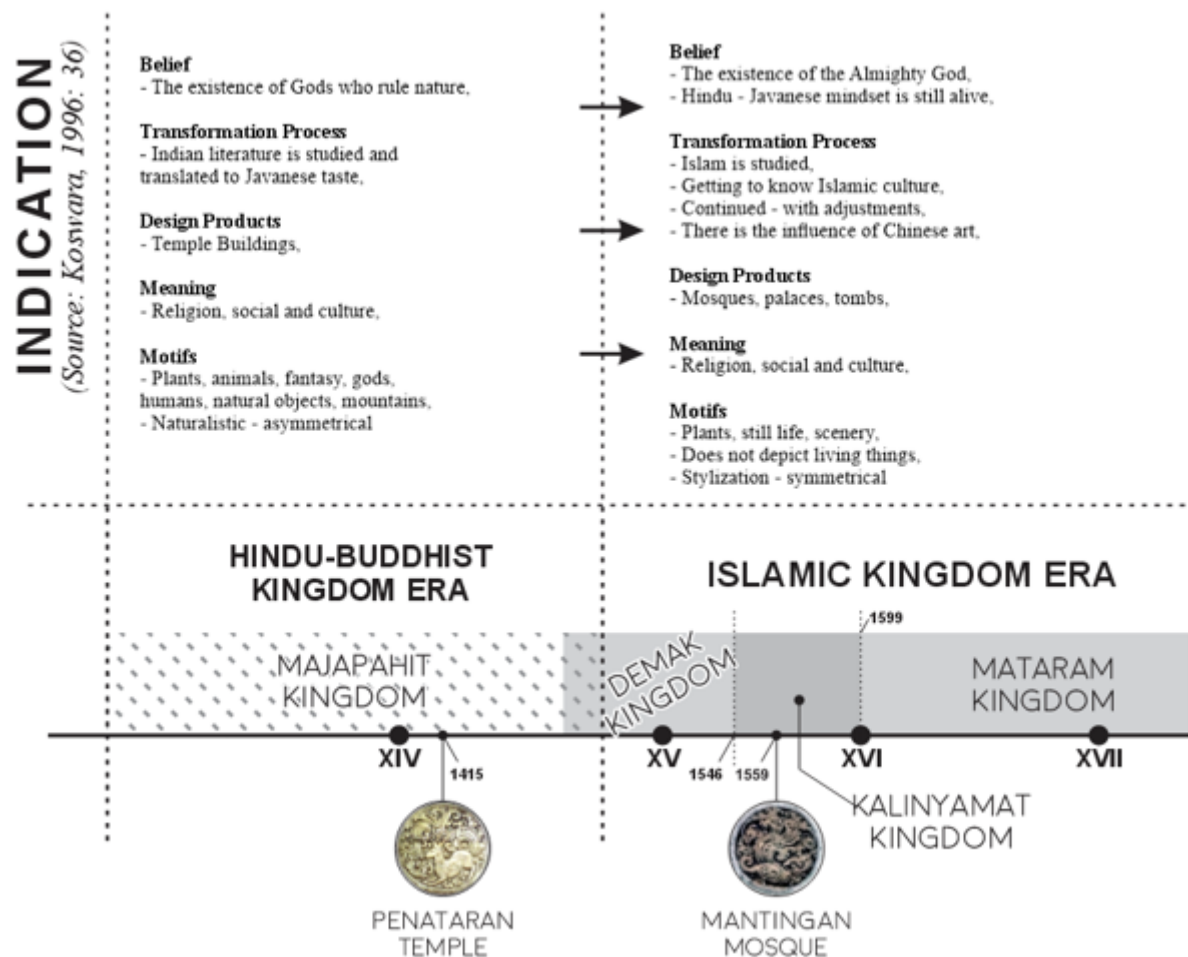 INDICATION
(Source: Koswara, 1996: 36)
Belief
- The existence of Gods who rule nature,
Transformation Process
- Indian literature is studied and
translated to Javanese taste,
Design Products
- Temple Buildings,
Meaning
- Religion, social and culture,
Motifs
- Plants, animals, fantasy, gods,
humans, natural objects, mountains,
- Naturalistic - asymmetrical
Belief
- The existence of the Almighty God,
- Hindu - Javanese mindset is still alive,
Transformation Process
- Islam is studied,
- Getting to know Islamic culture,
- Continued - with adjustments,
- There is the influence of Chinese art,
Design Products
- Mosques, palaces, tombs,
Meaning
- Religion, social and culture,
Motifs
- Plants, still life, scenery,
- Does not depict living things,
- Stylization - symmetrical
HINDU-BUDDHIST
KINGDOM ERA
ISLAMIC KINGDOM ERA
1599
MAJAPAHIT
KINGDOM
DEMAK
KINGDOM
MATARAM
KINGDOM
XIV
1415
XV
1546
1559
XVI
XVII
KALINYAMAT
KINGDOM
PENATARAN
TEMPLE
MANTINGAN
MOSQUE